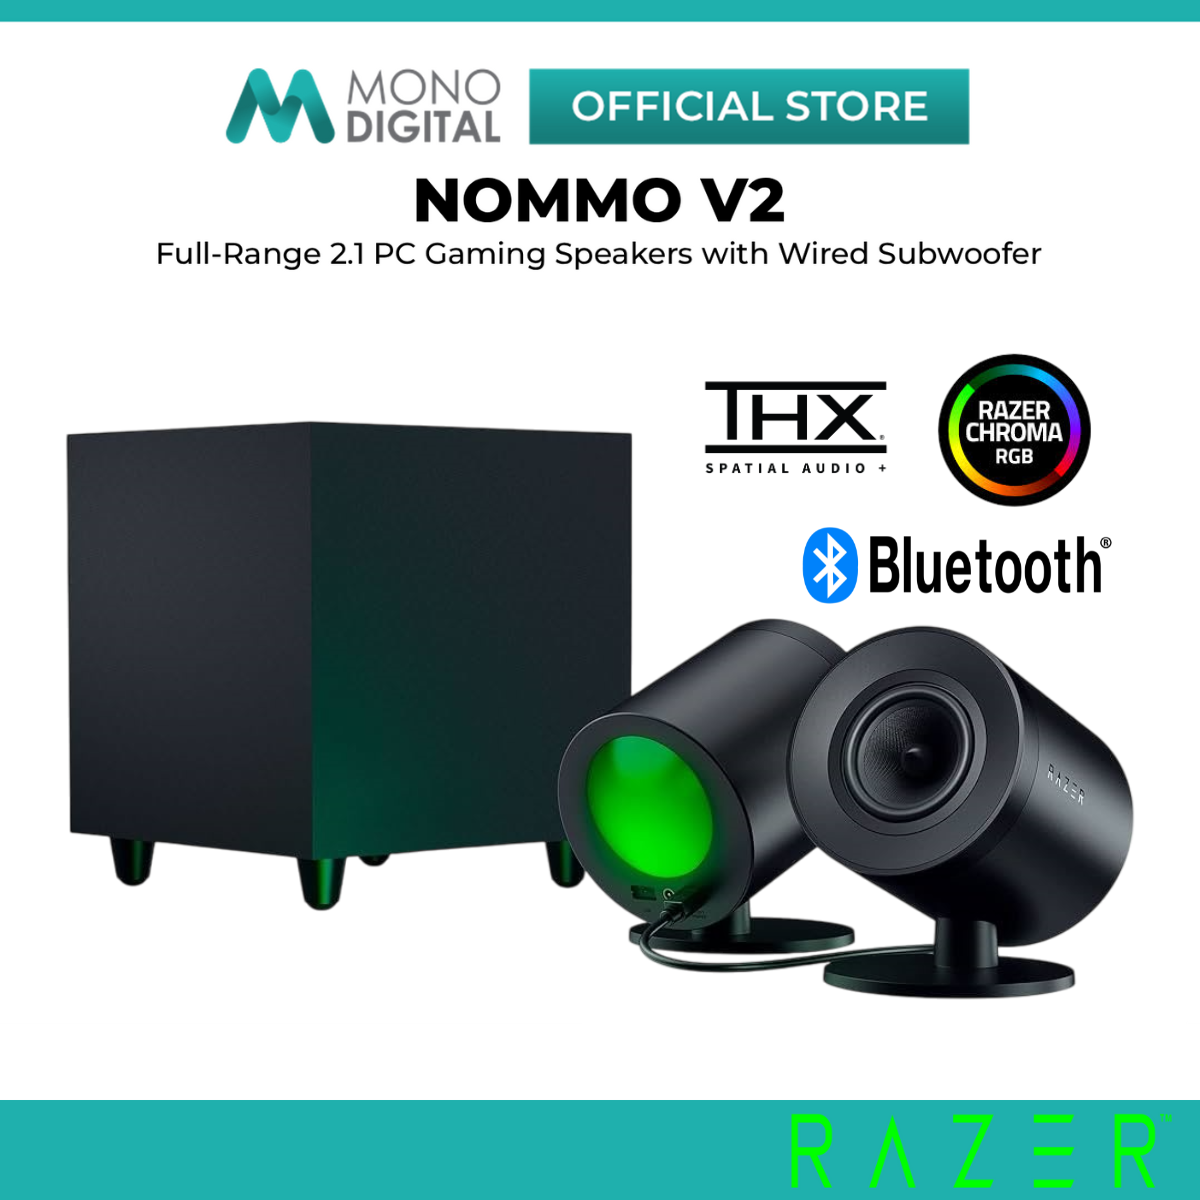 MONO
DIGITAL
OFFICIAL STORE
NOMMO V2
Full-Range 2.1 PC Gaming Speakers with Wired Subwoofer
THX®
SPATIAL AUDIO +
RAZER
CHROMA
RGB
Bluetooth®
RAZER
RAZER™